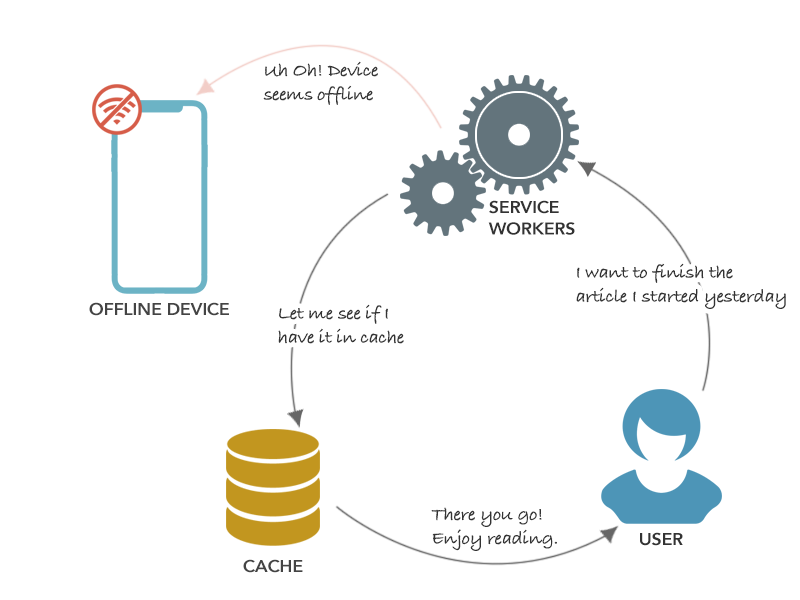 Uh Oh! Device
seems offline
SERVICE
WORKERS
I want to finish the
article I started yesterday
OFFLINE DEVICE
Let me see if I
have it in cache
There you go!
Enjoy reading.
USER
CACHE